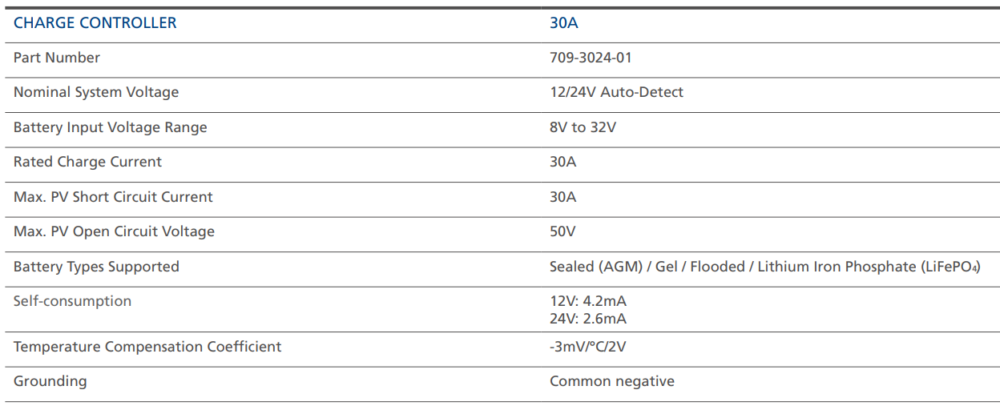 CHARGE CONTROLLER 30A
Part Number 709-3024-01
Nominal System Voltage 12/24V Auto-Detect
Battery Input Voltage Range 8V to 32V
Rated Charge Current 30A
Max. PV Short Circuit Current 30A
Max. PV Open Circuit Voltage 50V
Battery Types Supported Sealed (AGM) / Gel / Flooded / Lithium Iron Phosphate (LiFePO₄)
Self-consumption 12V: 4.2mA
24V: 2.6mA
Temperature Compensation Coefficient -3mV/°C/2V
Grounding Common negative